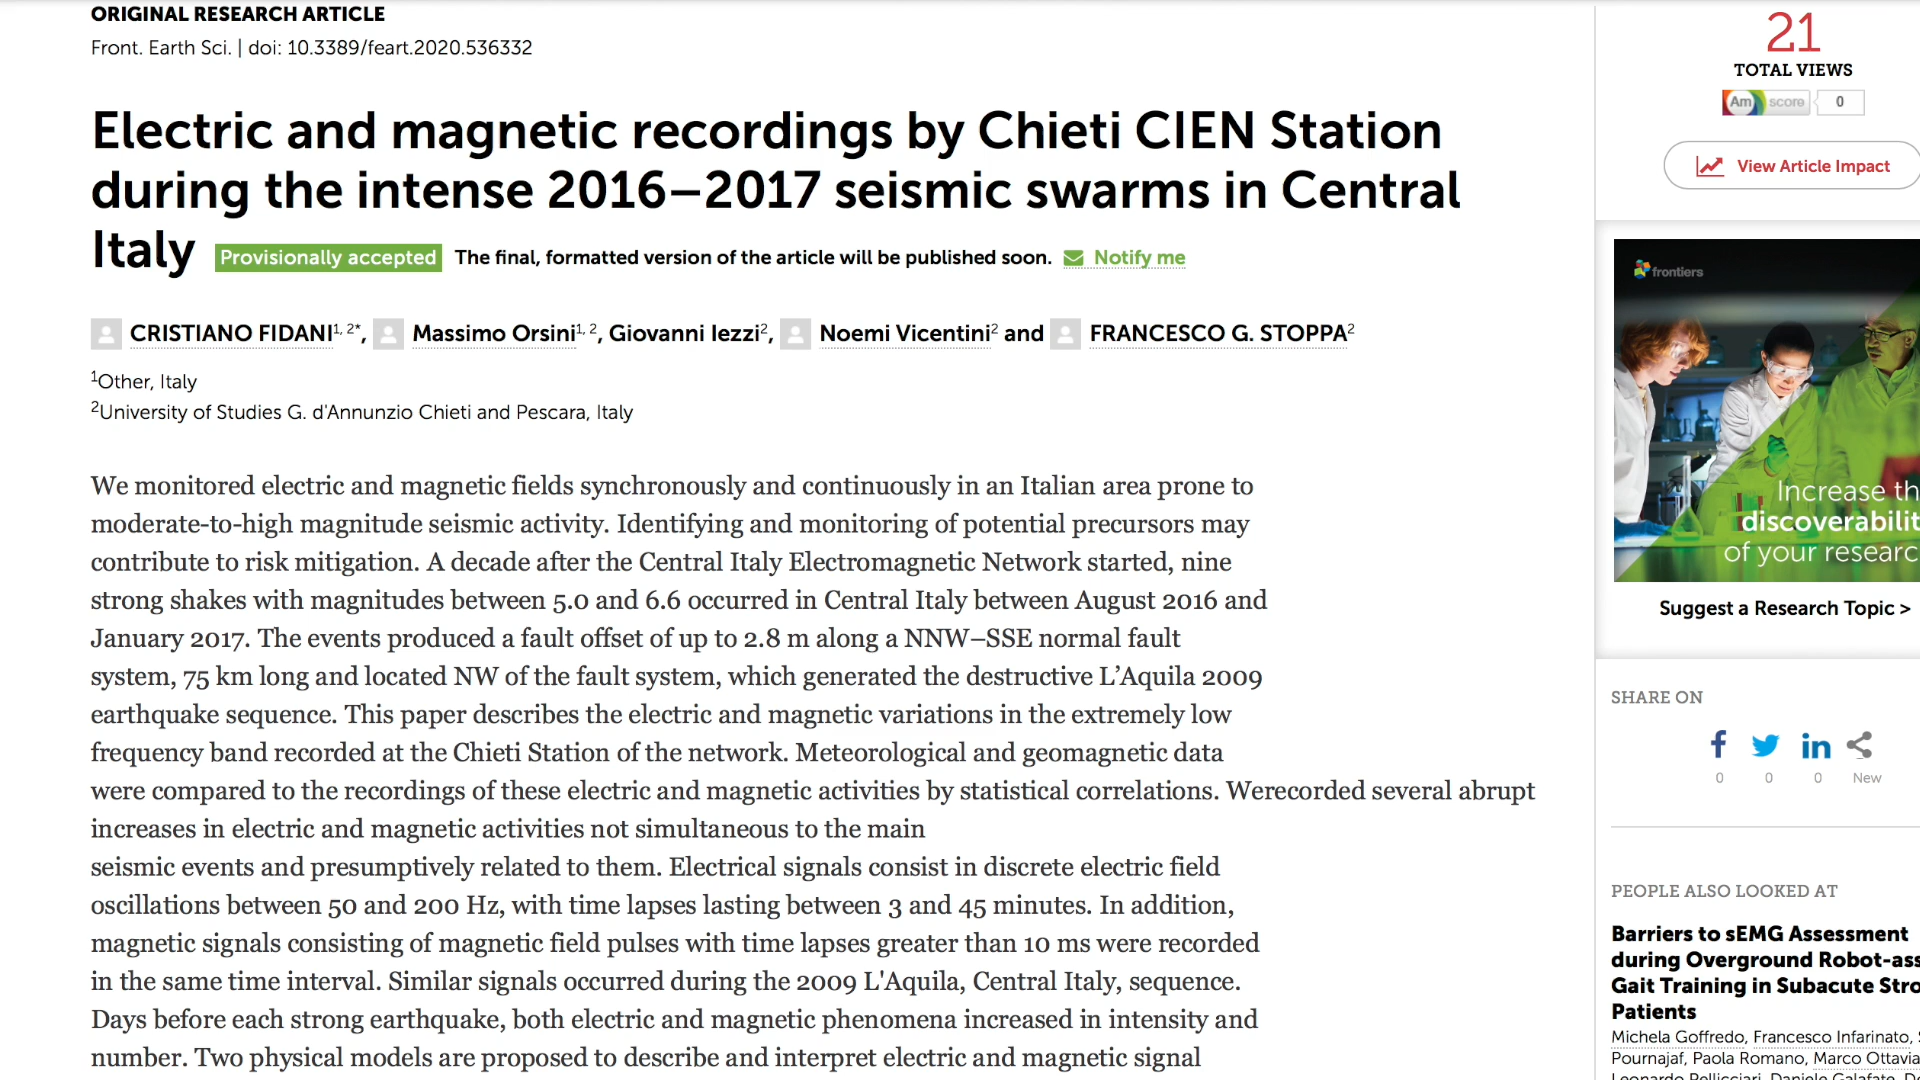 ORIGINAL RESEARCH ARTICLE
Front. Earth Sci. | doi: 10.3389/feart.2020.536332
Electric and magnetic recordings by Chieti CIEN Station
during the intense 2016–2017 seismic swarms in Central
Italy Provisionally accepted The final, formatted version of the article will be published soon. Notify me
CRISTIANO FIDANI1, 2*, Massimo Orsini1, 2, Giovanni Iezzi2, Noemi Vicentini2 and FRANCESCO G. STOPPA2
1Other, Italy
2University of Studies G. d'Annunzio Chieti and Pescara, Italy
We monitored electric and magnetic fields synchronously and continuously in an Italian area prone to
moderate-to-high magnitude seismic activity. Identifying and monitoring of potential precursors may
contribute to risk mitigation. A decade after the Central Italy Electromagnetic Network started, nine
strong shakes with magnitudes between 5.0 and 6.6 occurred in Central Italy between August 2016 and
January 2017. The events produced a fault offset of up to 2.8 m along a NNW–SSE normal fault
system, 75 km long and located NW of the fault system, which generated the destructive L’Aquila 2009
earthquake sequence. This paper describes the electric and magnetic variations in the extremely low
frequency band recorded at the Chieti Station of the network. Meteorological and geomagnetic data
were compared to the recordings of these electric and magnetic activities by statistical correlations. Werecorded several abrupt
increases in electric and magnetic activities not simultaneous to the main
seismic events and presumptively related to them. Electrical signals consist in discrete electric field
oscillations between 50 and 200 Hz, with time lapses lasting between 3 and 45 minutes. In addition,
magnetic signals consisting of magnetic field pulses with time lapses greater than 10 ms were recorded
in the same time interval. Similar signals occurred during the 2009 L'Aquila, Central Italy, sequence.
Days before each strong earthquake, both electric and magnetic phenomena increased in intensity and
number. Two physical models are proposed to describe and interpret electric and magnetic signal
21
TOTAL VIEWS
Am score 0
View Article Impact
frontiers
Increase th
discoverabilit
of your researc
Suggest a Research Topic >
SHARE ON
0 0 0 New
PEOPLE ALSO LOOKED AT
Barriers to sEMG Assessment
during Overground Robot-ass
Gait Training in Subacute Stro
Patients
Michela Goffredo, Francesco Infarinato,
Pournajaf, Paola Romano, Marco Ottavia
Leonardo Pellicciari, Daniele Galafate,